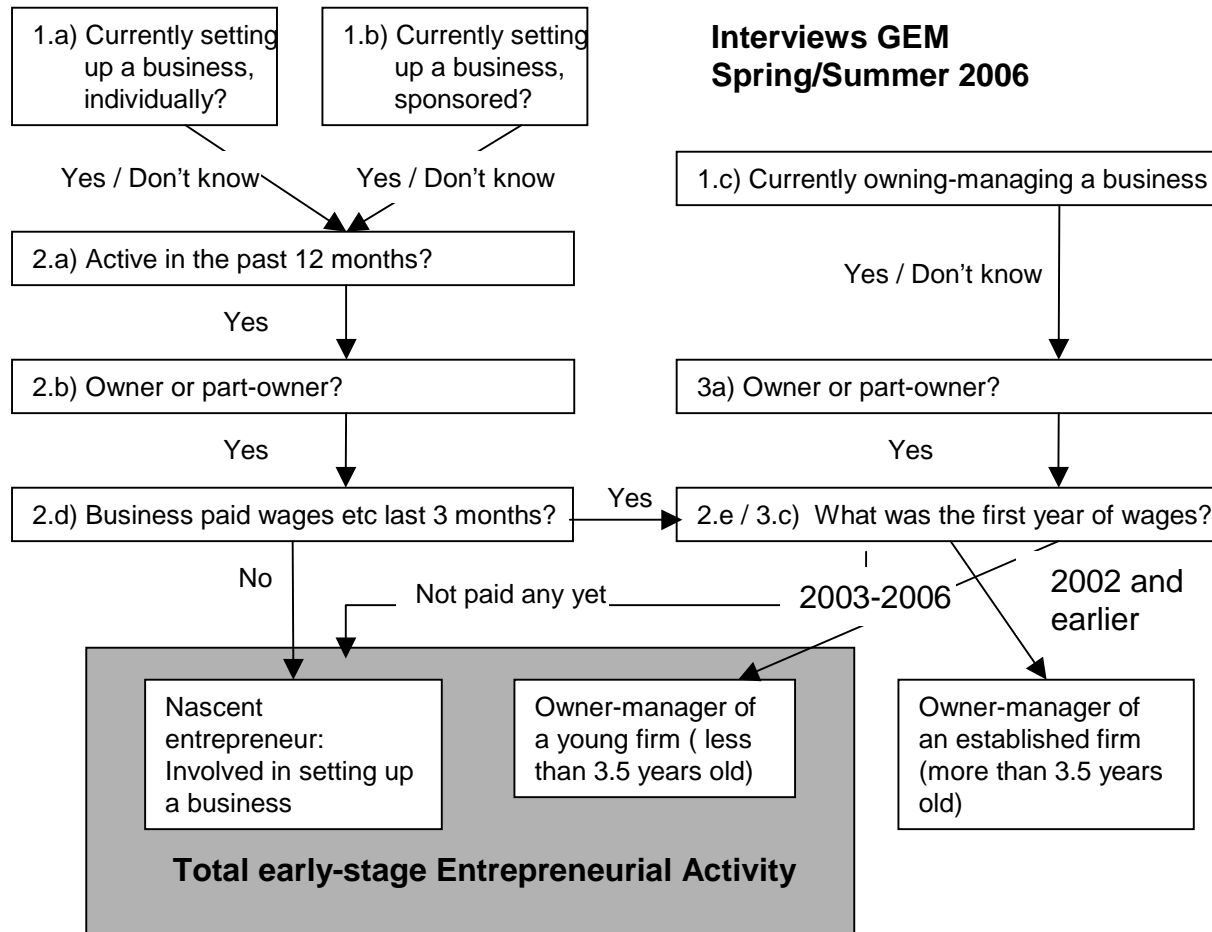 1.a) Currently setting
up a business,
individually?
1.b) Currently setting
up a business,
sponsored?
Interviews GEM
Spring/Summer 2006
Yes / Don't know
Yes / Don't know
1.c) Currently owning-managing a business
2.a) Active in the past 12 months?
Yes / Don't know
Yes
2.b) Owner or part-owner?
3a) Owner or part-owner?
Yes
Yes
2.d) Business paid wages etc last 3 months?
Yes
2.e / 3.c) What was the first year of wages?
No
Not paid any yet
2003-2006
2002 and
earlier
Nascent
entrepreneur:
Involved in setting up
a business
Owner-manager of
a young firm ( less
than 3.5 years old)
Owner-manager of
an established firm
(more than 3.5 years
old)
Total early-stage Entrepreneurial Activity